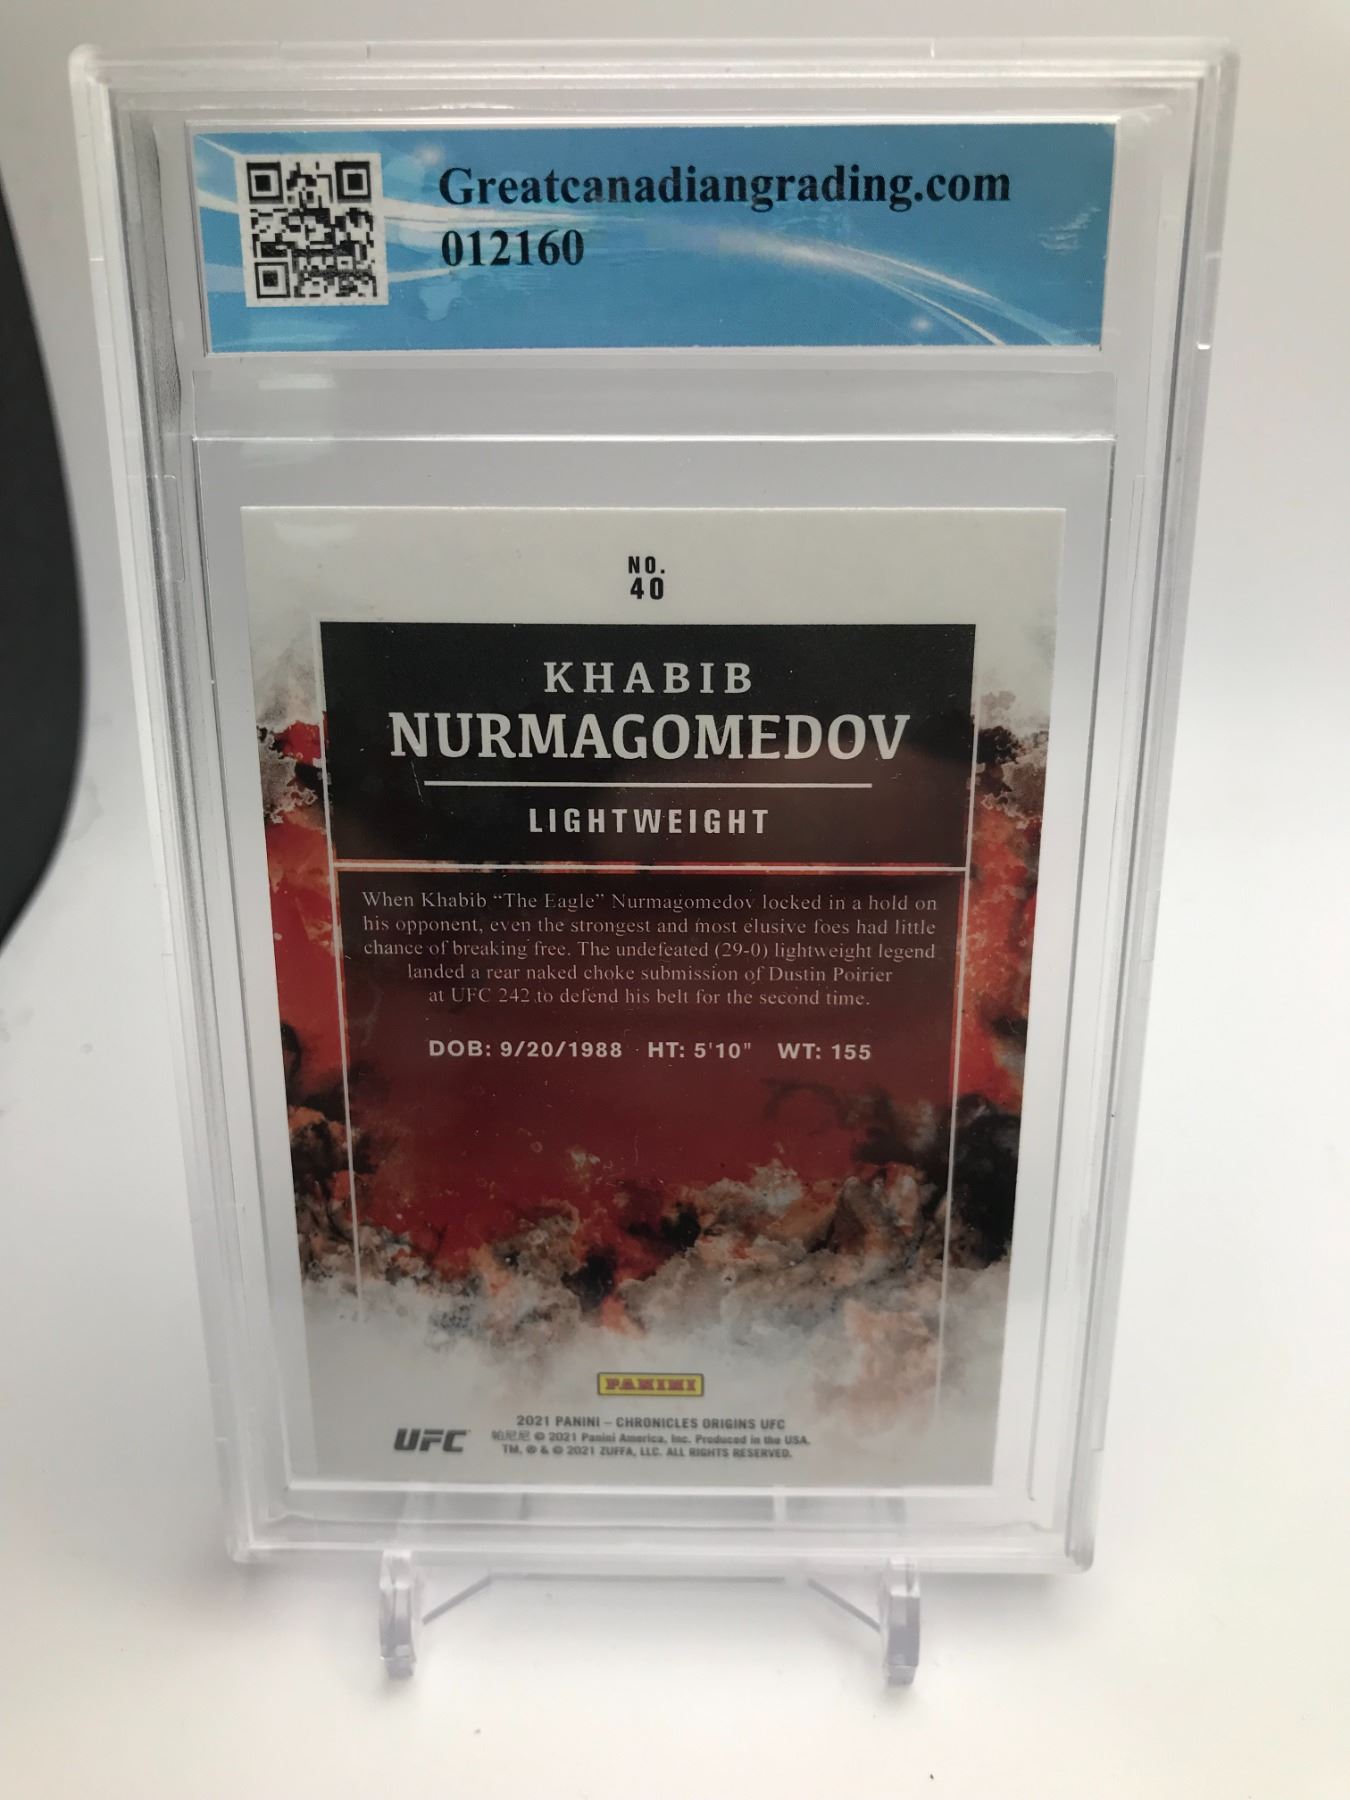 Greatcanadiangrading.com
012160
NO.
40
KHABIB
NURMAGOMEDOV
LIGHTWEIGHT
When Khabib “The Eagle” Nurmagomedov locked in a hold on
his opponent, even the strongest and most elusive foes had little
chance of breaking free. The undefeated (29-0) lightweight legend
landed a rear naked choke submission of Dustin Poirier
at UFC 242 to defend his belt for the second time.
DOB: 9/20/1988 HT: 5'10" WT: 155
PANINI
2021 PANINI – CHRONICLES ORIGINS UFC
UFC
帕尼尼 © 2021 Panini America, Inc. Produced in the USA.
TM, ® & © 2021 ZUFFA, LLC. ALL RIGHTS RESERVED.